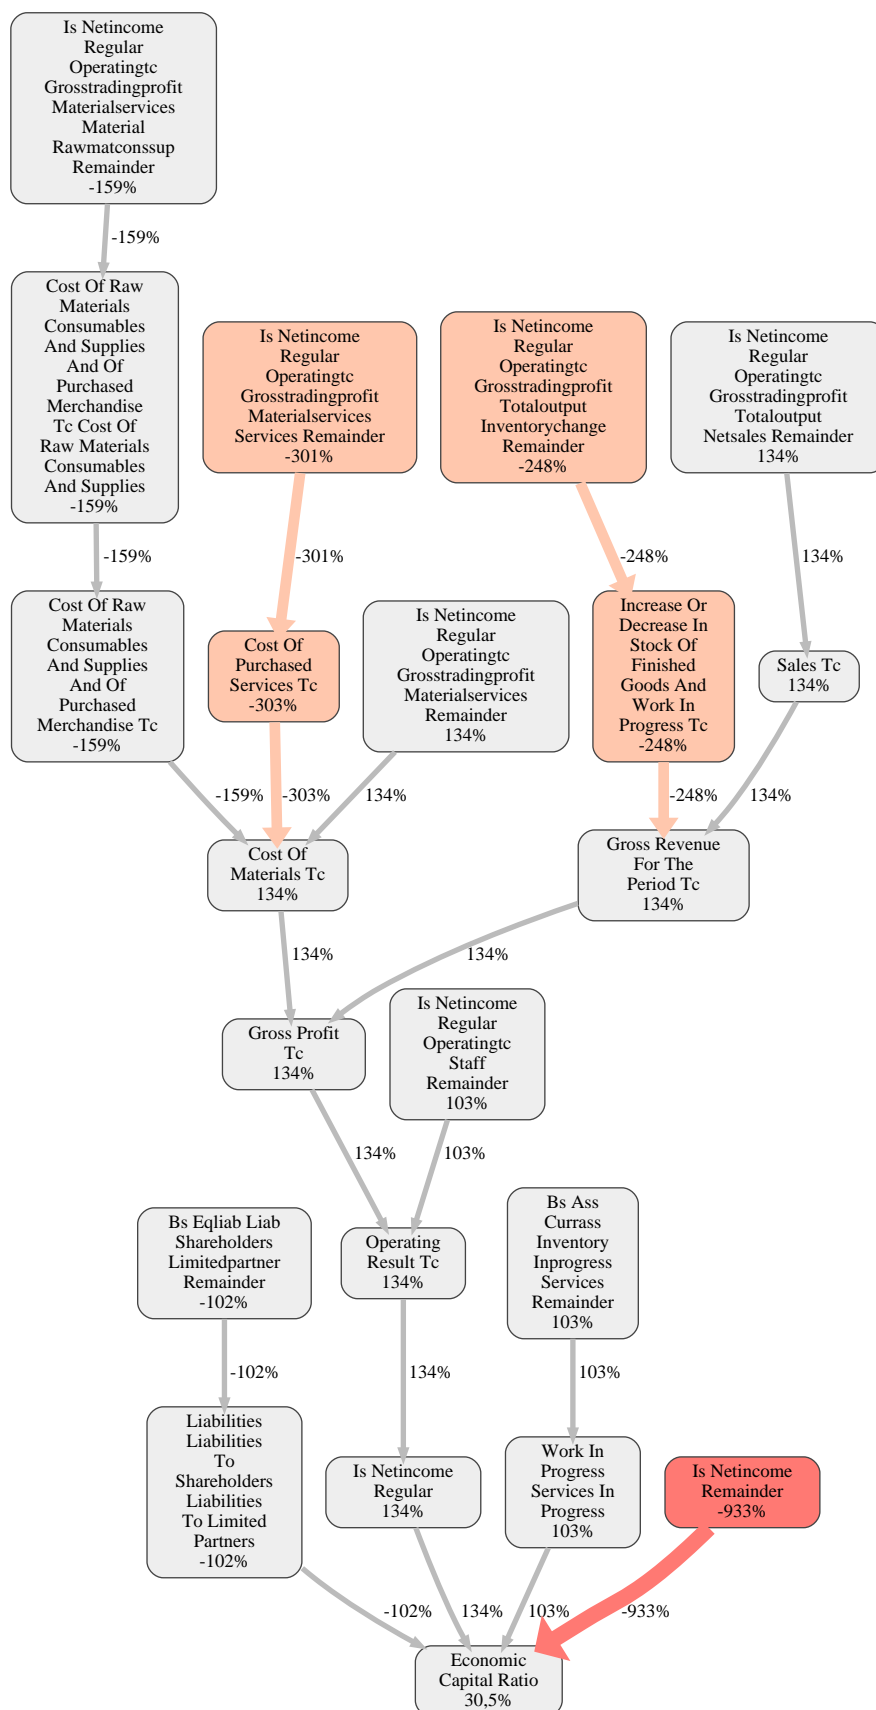 Is Netincome
Regular
Operatingtc
Grosstradingprofit
Materialservices
Material
Rawmatconssup
Remainder
-159%
-159%
Cost Of Raw
Materials
Consumables
And Supplies
And Of
Purchased
Merchandise
Tc Cost Of
Raw Materials
Consumables
And Supplies
-159%
Is Netincome
Regular
Operatingtc
Grosstradingprofit
Materialservices
Services Remainder
-301%
Is Netincome
Regular
Operatingtc
Grosstradingprofit
Totaloutput
Inventorychange
Remainder
-248%
Is Netincome
Regular
Operatingtc
Grosstradingprofit
Totaloutput
Netsales Remainder
134%
-159%
-301%
-248%
134%
Cost Of Raw
Materials
Consumables
And Supplies
And Of
Purchased
Merchandise Tc
-159%
Cost Of
Purchased
Services Tc
-303%
Is Netincome
Regular
Operatingtc
Grosstradingprofit
Materialservices
Remainder
134%
Increase Or
Decrease In
Stock Of
Finished
Goods And
Work In
Progress Tc
-248%
Sales Tc
134%
-159%
-303%
134%
-248%
134%
Cost Of
Materials Tc
134%
Gross Revenue
For The
Period Tc
134%
134%
134%
Gross Profit
Tc
134%
Is Netincome
Regular
Operatingtc
Staff
Remainder
103%
134%
103%
Bs Eqliab Liab
Shareholders
Limitedpartner
Remainder
-102%
Operating
Result Tc
134%
Bs Ass
Currass
Inventory
Inprogress
Services
Remainder
103%
-102%
134%
103%
Liabilities
Liabilities
To
Shareholders
Liabilities
To Limited
Partners
-102%
Is Netincome
Regular
134%
Work In
Progress
Services In
Progress
103%
Is Netincome
Remainder
-933%
-102%
134%
103%
-933%
Economic
Capital Ratio
30,5%